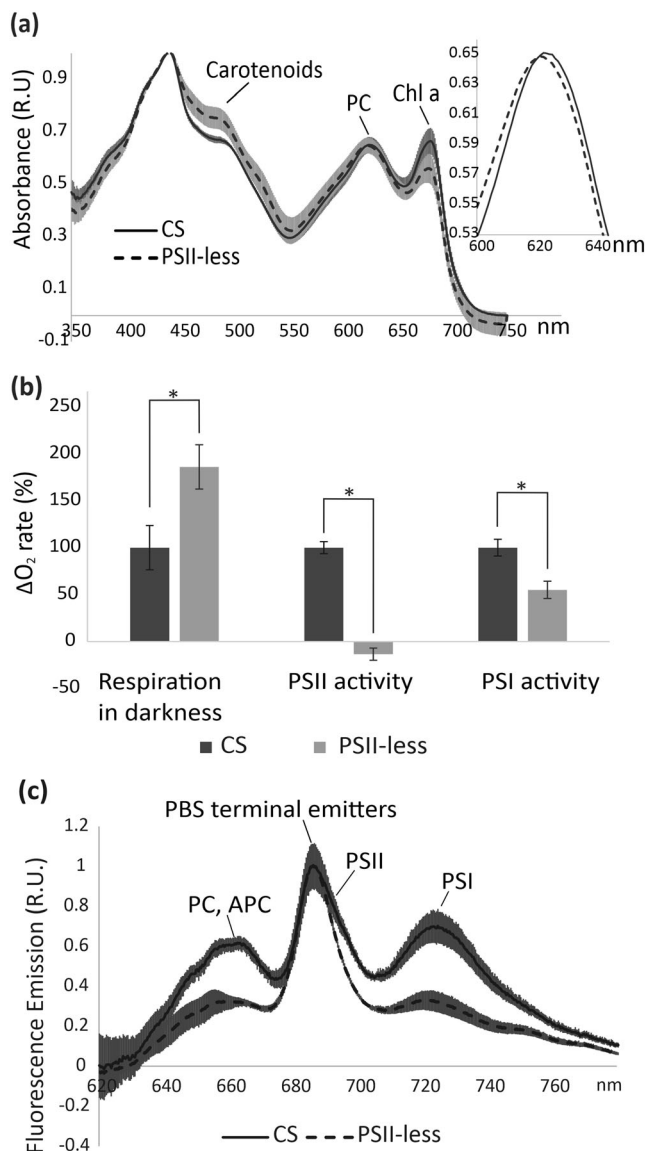 (a)
Absorbance (R.U)
0.9
0.7
0.5
0.3
0.1
-0.1
Carotenoids
PC
Chl a
CS
PSII-less
350 400 450 500 550 600 650 700 750 nm
0.65
0.63
0.61
0.59
0.57
0.55
0.53
600 620 640 nm
(b)
ΔO₂ rate (%)
250
200
150
100
50
0
-50
* * *
Respiration in darkness
PSII activity
PSI activity
CS PSII-less
(c)
Fluorescence Emission (R.U.)
1.2
1
0.8
0.6
0.4
0.2
0
-0.2
-0.4
PBS terminal emitters
PSII
PC, APC
PSI
620 640 660 680 700 720 740 760 nm
CS PSII-less